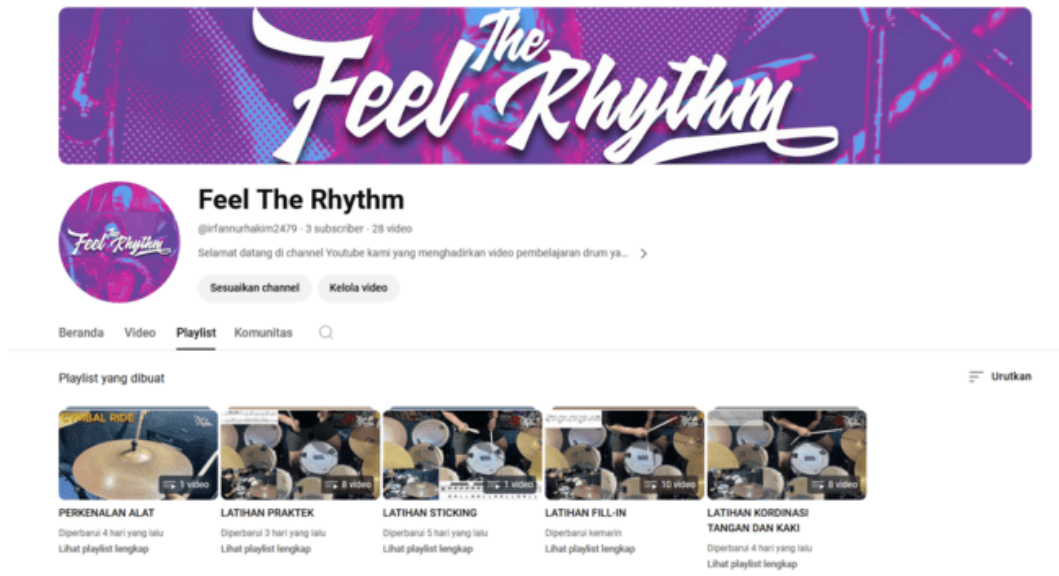 The
Feel Rhythm
The
Feel Rhythm
Feel The Rhythm
@irfannurhakim2479 · 3 subscriber · 28 video
Selamat datang di channel Youtube kami yang menghadirkan video pembelajaran drum ya...
Sesuaikan channel Kelola video
Beranda Video Playlist Komunitas
Playlist yang dibuat
Urutkan
RIDE
1 video
8 video
1 video
10 video
8 video
PERKENALAN ALAT
Diperbarui 4 hari yang lalu
Lihat playlist lengkap
LATIHAN PRAKTEK
Diperbarui 3 hari yang lalu
Lihat playlist lengkap
LATIHAN STICKING
Diperbarui 5 hari yang lalu
Lihat playlist lengkap
LATIHAN FILL-IN
Diperbarui kemarin
Lihat playlist lengkap
LATIHAN KORDINASI
TANGAN DAN KAKI
Diperbarui 4 hari yang lalu
Lihat playlist lengkap